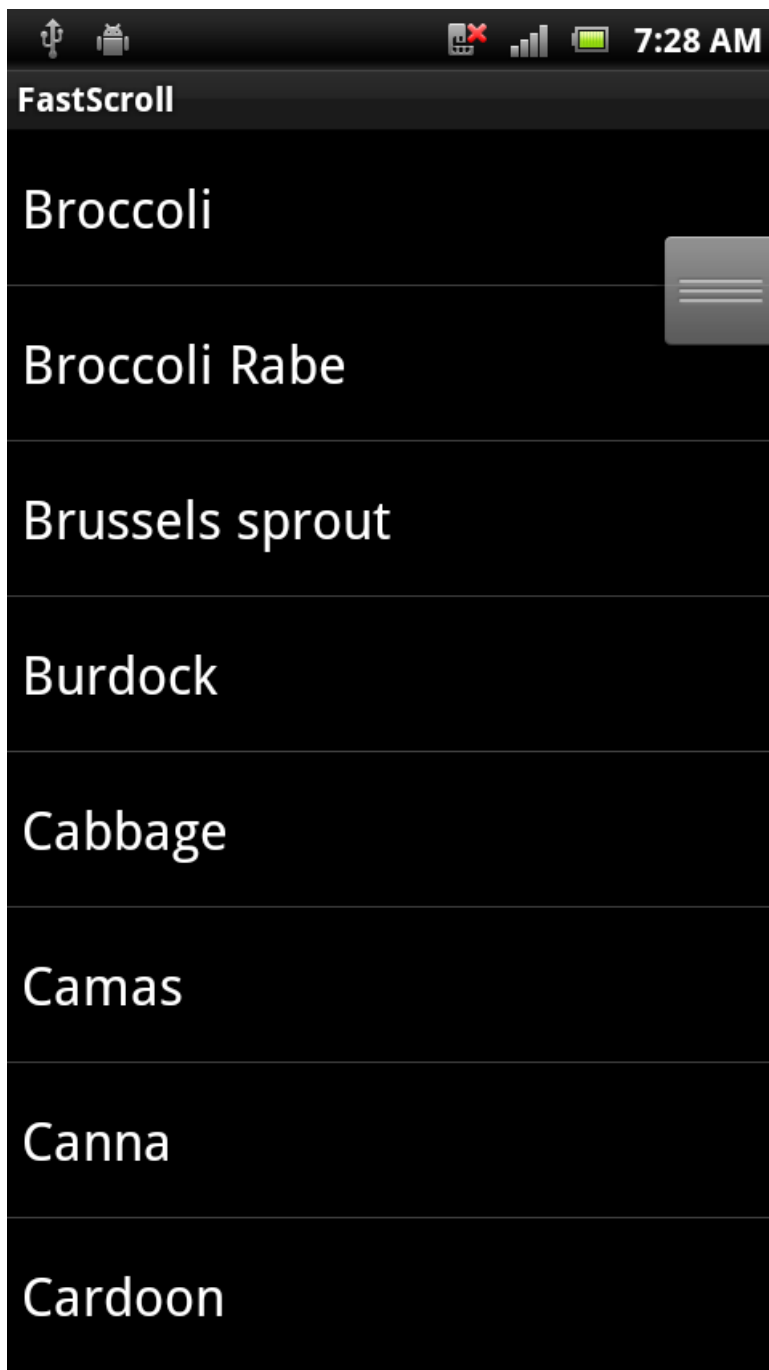 7:28 AM
FastScroll
Broccoli
Broccoli Rabe
Brussels sprout
Burdock
Cabbage
Camas
Canna
Cardoon